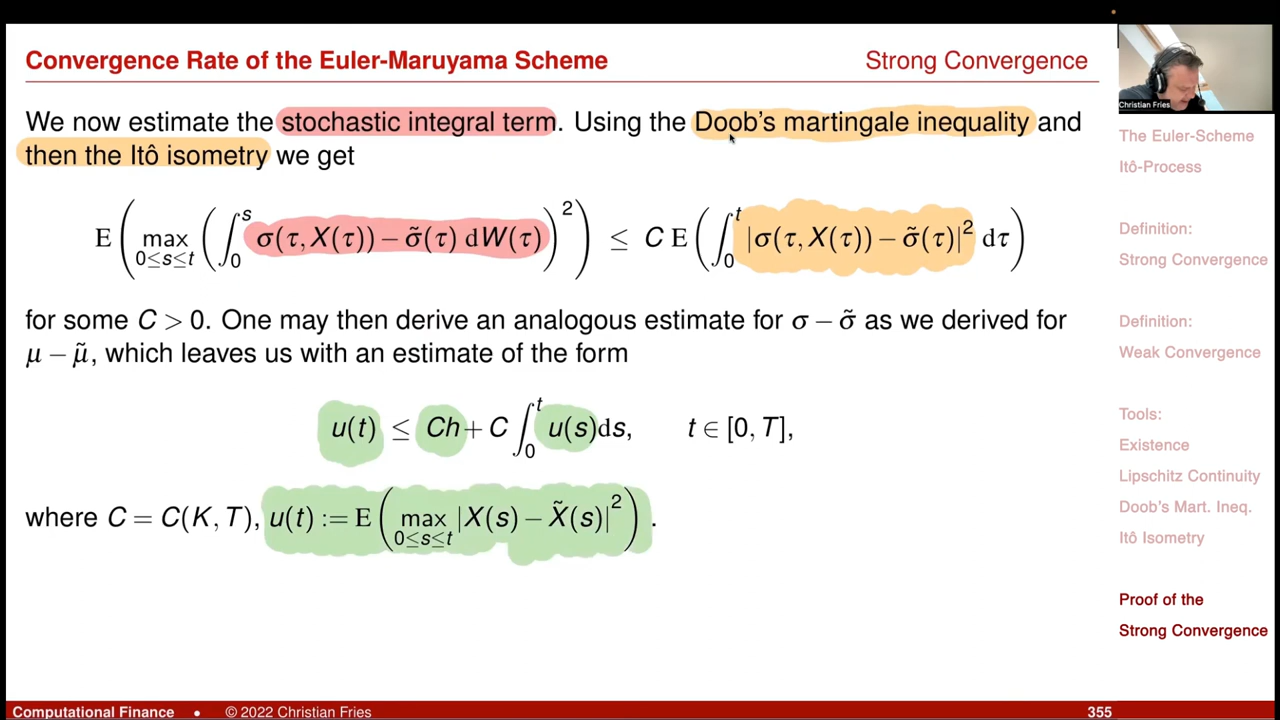 Convergence Rate of the Euler-Maruyama Scheme Strong Convergence
We now estimate the stochastic integral term. Using the Doob's martingale inequality and
then the Itô isometry we get
E ( max_{0≤s≤t} ( ∫_0^s σ(τ, X(τ)) − σ̃(τ) dW(τ) )^2 ) ≤ C E ( ∫_0^t |σ(τ, X(τ)) − σ̃(τ)|^2 dτ )
for some C > 0. One may then derive an analogous estimate for σ − σ̃ as we derived for
μ − μ̃, which leaves us with an estimate of the form
u(t) ≤ Ch + C ∫_0^t u(s)ds, t ∈ [0, T],
where C = C(K, T), u(t) := E ( max_{0≤s≤t} |X(s) − X̃(s)|^2 ).
Christian Fries
The Euler-Scheme
Itô-Process
Definition:
Strong Convergence
Definition:
Weak Convergence
Tools:
Existence
Lipschitz Continuity
Doob's Mart. Ineq.
Itô Isometry
Proof of the
Strong Convergence
Computational Finance • © 2022 Christian Fries 355